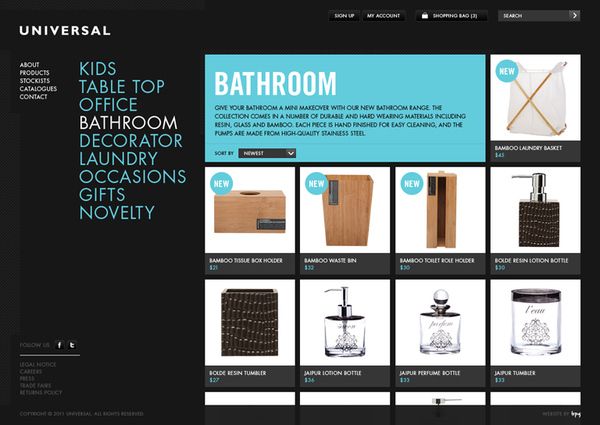 SIGN UP
MY ACCOUNT
SHOPPING BAG (3)
SEARCH
UNIVERSAL
ABOUT
PRODUCTS
STOCKISTS
CATALOGUES
CONTACT
KIDS
TABLE TOP
OFFICE
BATHROOM
DECORATOR
LAUNDRY
OCCASIONS
GIFTS
NOVELTY
BATHROOM
GIVE YOUR BATHROOM A MINI MAKEOVER WITH OUR NEW BATHROOM RANGE. THE
COLLECTION COMES IN A NUMBER OF DURABLE AND HARD WEARING MATERIALS INCLUDING
RESIN, GLASS AND BAMBOO. EACH PIECE IS HAND FINISHED FOR EASY CLEANING, AND THE
PUMPS ARE MADE FROM HIGH-QUALITY STAINLESS STEEL.
SORT BY
NEWEST
NEW
BAMBOO LAUNDRY BASKET
$45
NEW
BAMBOO TISSUE BOX HOLDER
$21
NEW
BAMBOO WASTE BIN
$32
NEW
BAMBOO TOILET ROLE HOLDER
$30
BOLDE RESIN LOTION BOTTLE
$30
BOLDE RESIN TUMBLER
$27
savon
JAIPUR LOTION BOTTLE
$36
parfum
JAIPUR PERFUME BOTTLE
$33
l'eau
JAIPUR TUMBLER
$33
FOLLOW US
LEGAL NOTICE
CAREERS
PRESS
TRADE FAIRS
RETURNS POLICY
COPYRIGHT © 2011 UNIVERSAL. ALL RIGHTS RESERVED.
WEBSITE BY